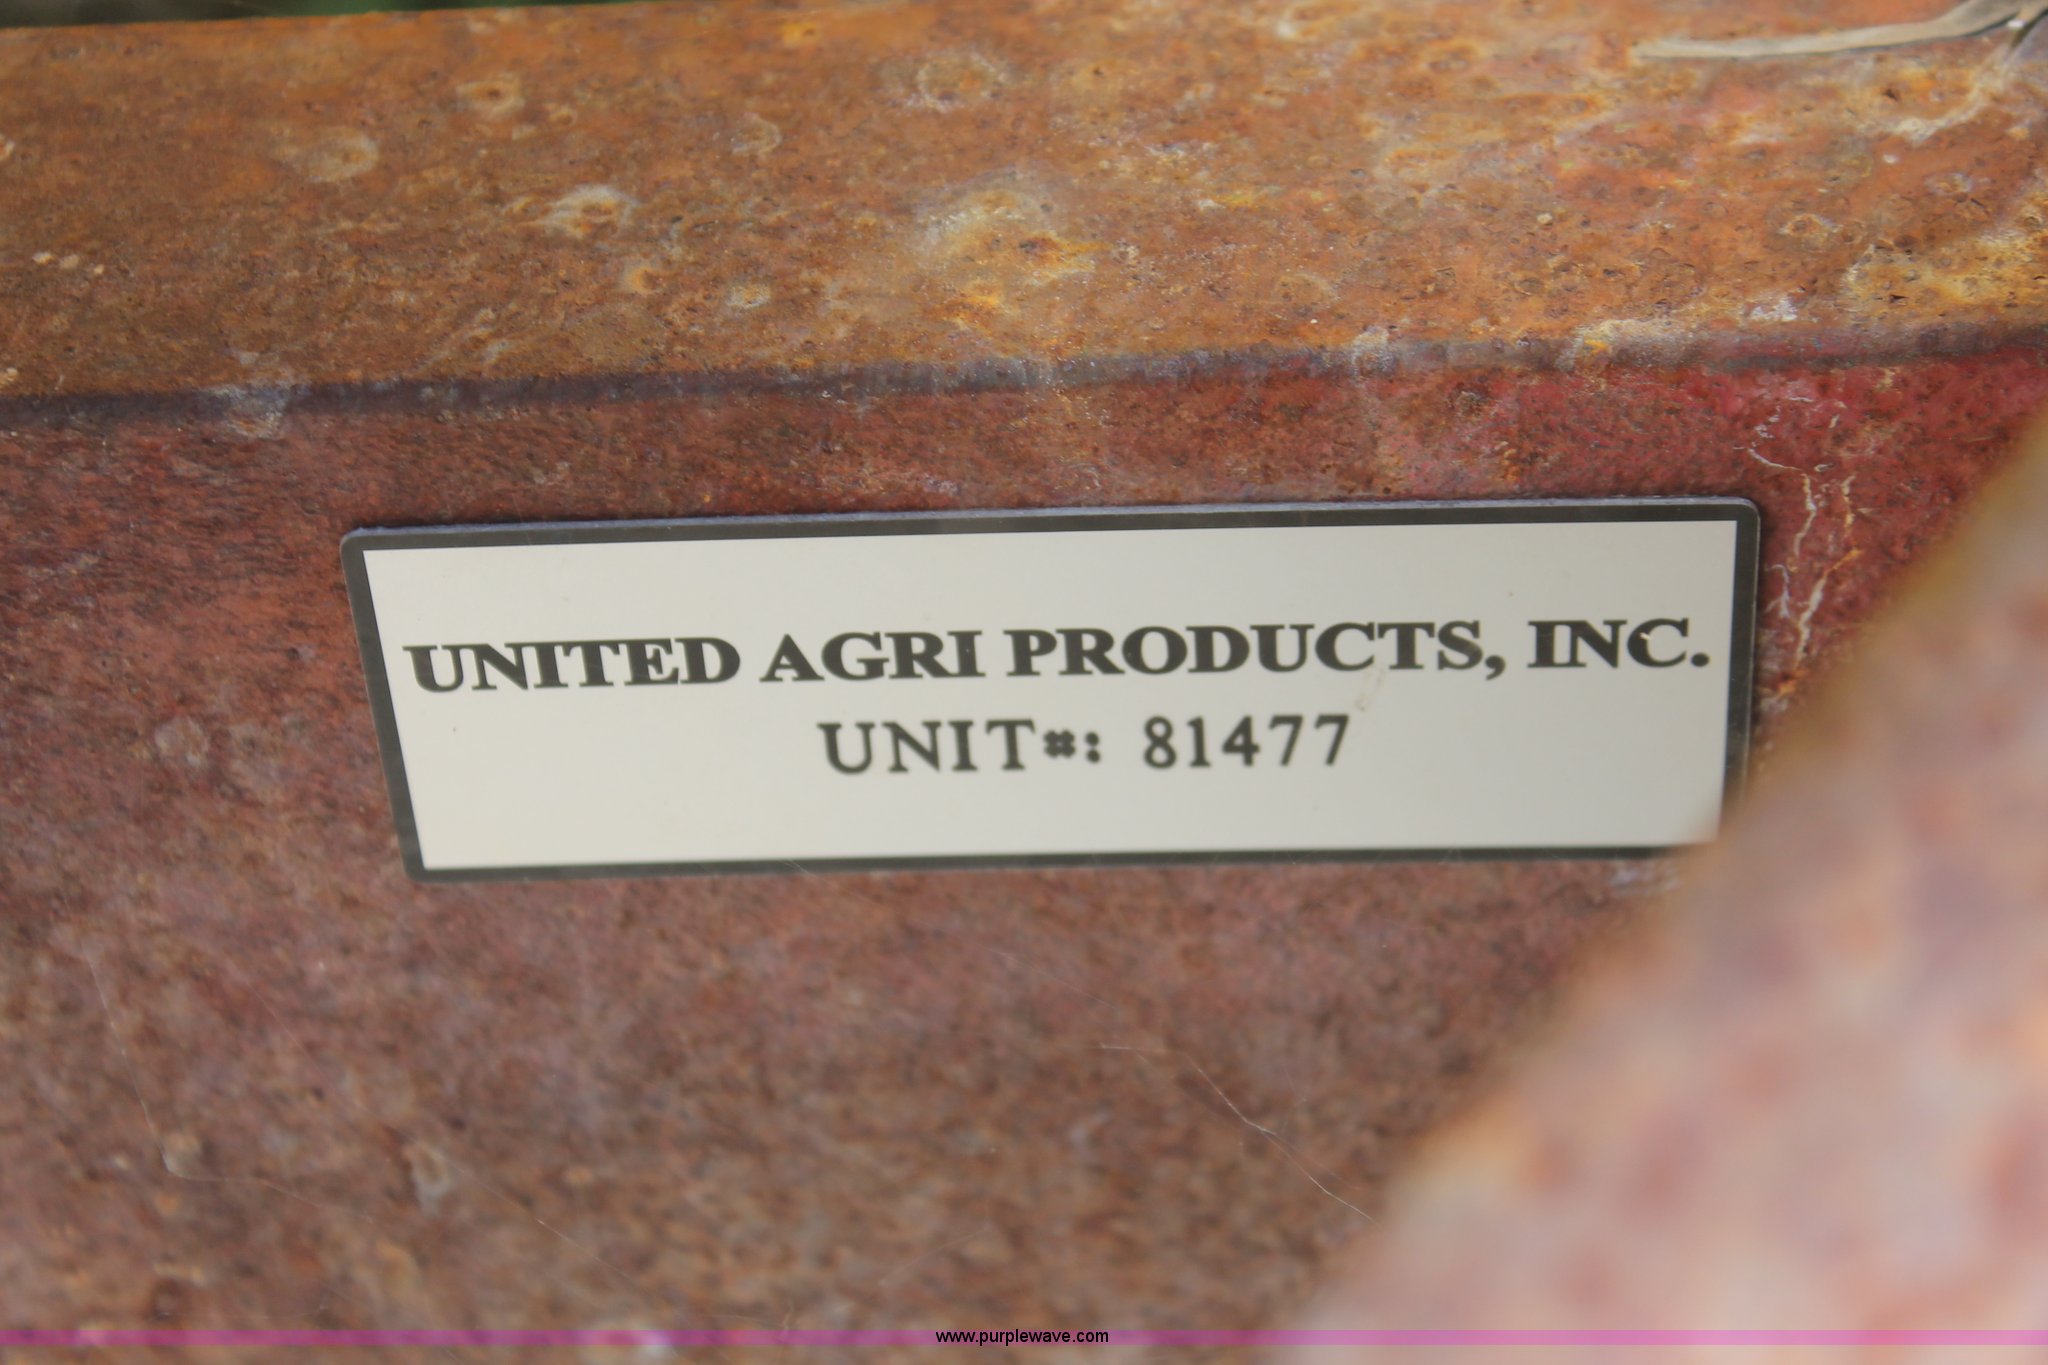 UNITED AGRI PRODUCTS, INC.
UNIT#: 81477
www.purplewave.com